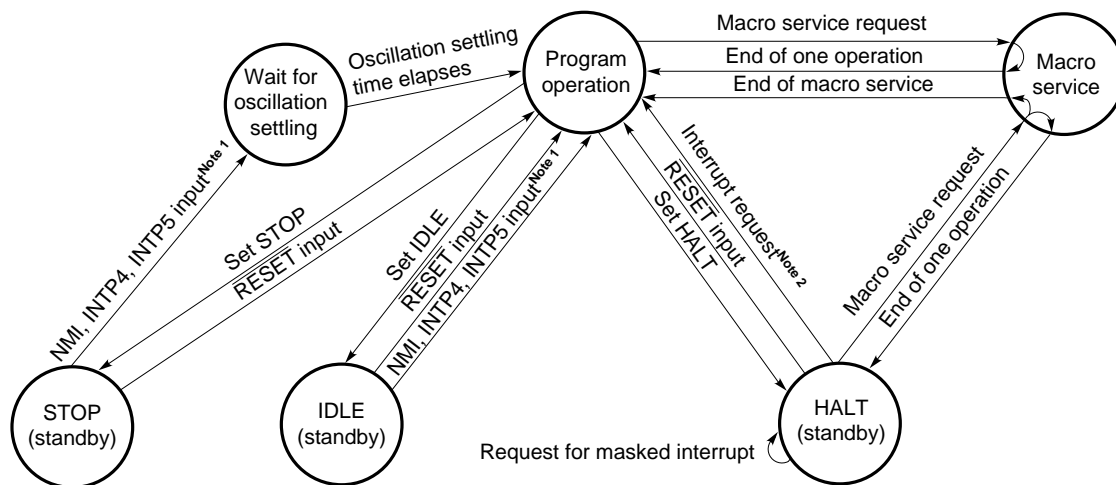 Wait for
oscillation
settling
Oscillation settling
time elapses
Program
operation
Macro service request
End of one operation
End of macro service
Macro
service
NMI, INTP4, INTP5 input Note 1
Set STOP
RESET input
Set IDLE
RESET input
NMI, INTP4, INTP5 input Note 1
Interrupt request Note 2
RESET input
Set HALT
Macro service request
End of one operation
STOP
(standby)
IDLE
(standby)
HALT
(standby)
Request for masked interrupt